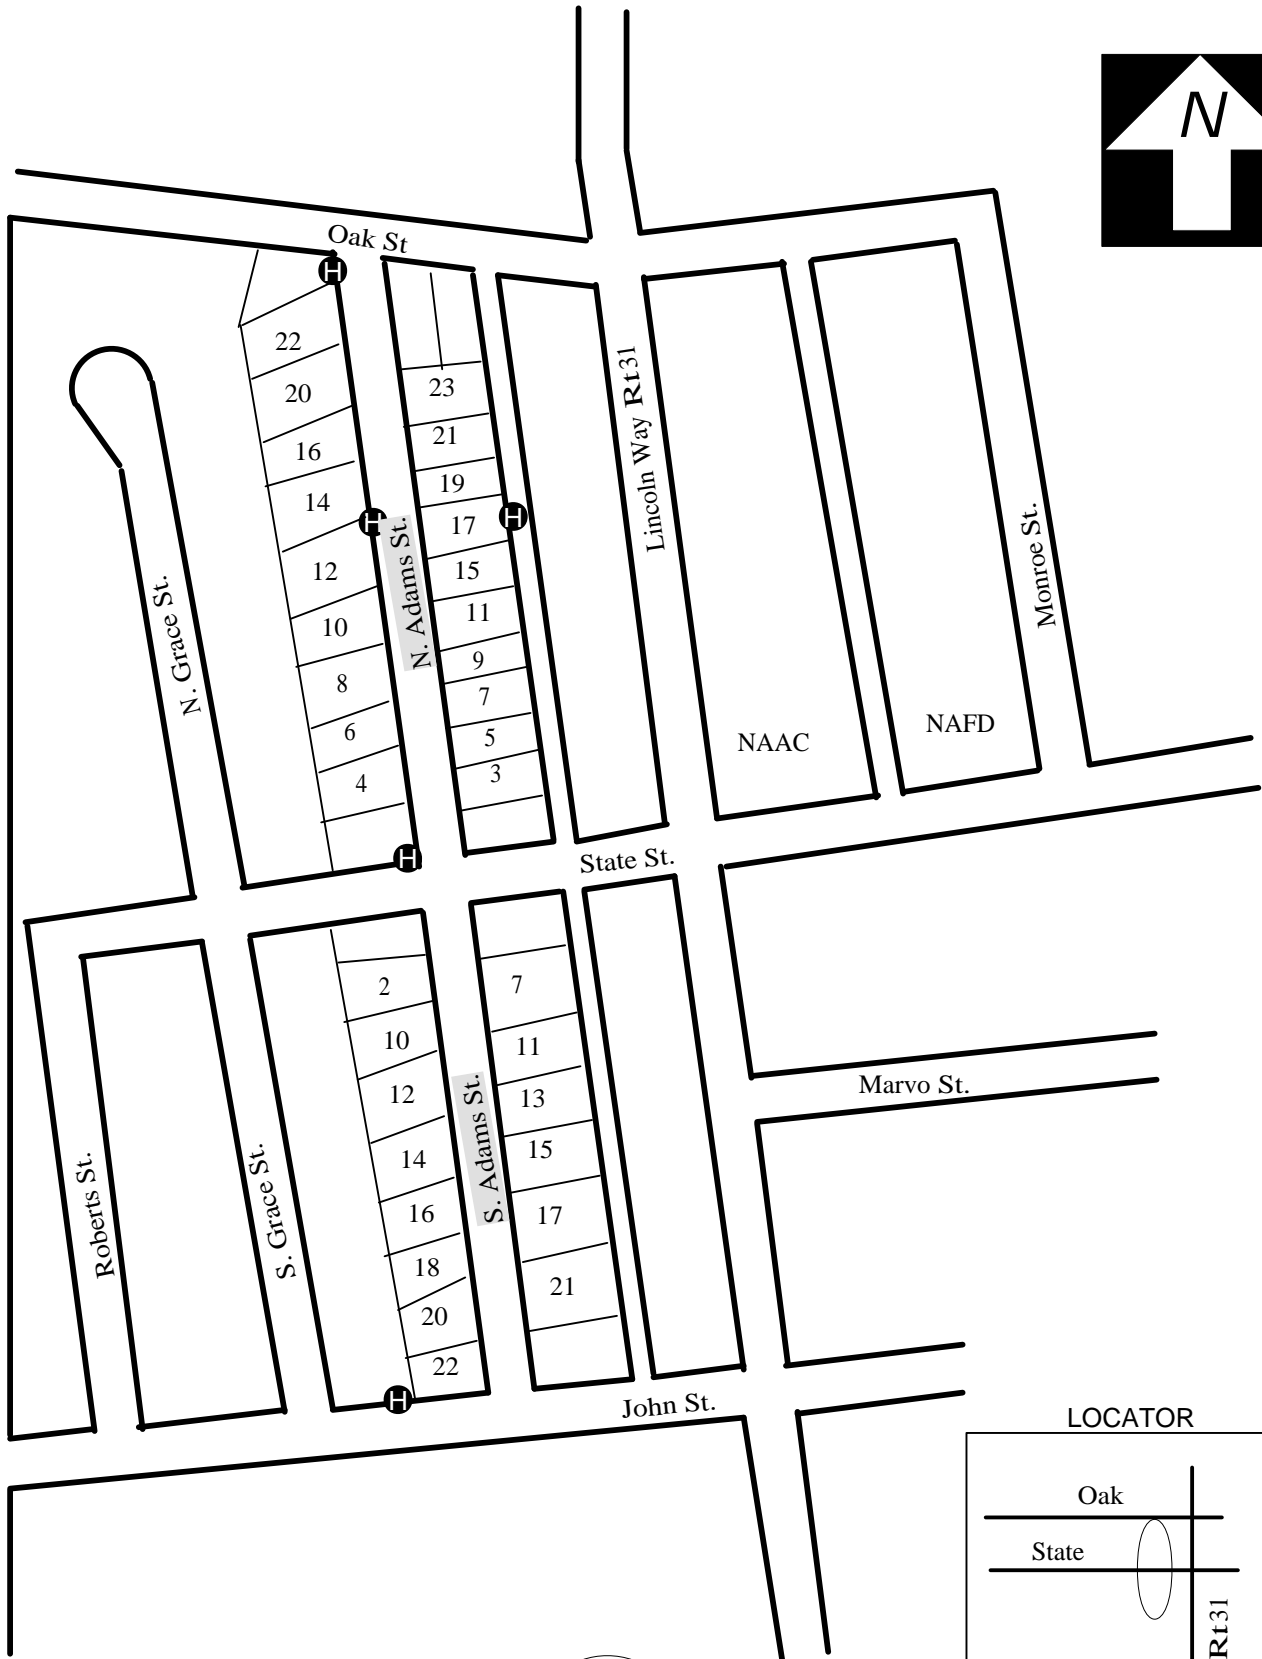 N
Oak St
H
22
20
16
14
H
12
10
8
6
4
H
23
21
19
17
H
15
11
9
7
5
3
N. Grace St.
N. Adams St.
Lincoln Way Rt31
Monroe St.
NAAC
NAFD
State St.
2
10
12
14
16
18
20
22
H
7
11
13
15
17
21
Roberts St.
S. Grace St.
S. Adams St.
Marvo St.
John St.
LOCATOR
Oak
State
Rt31